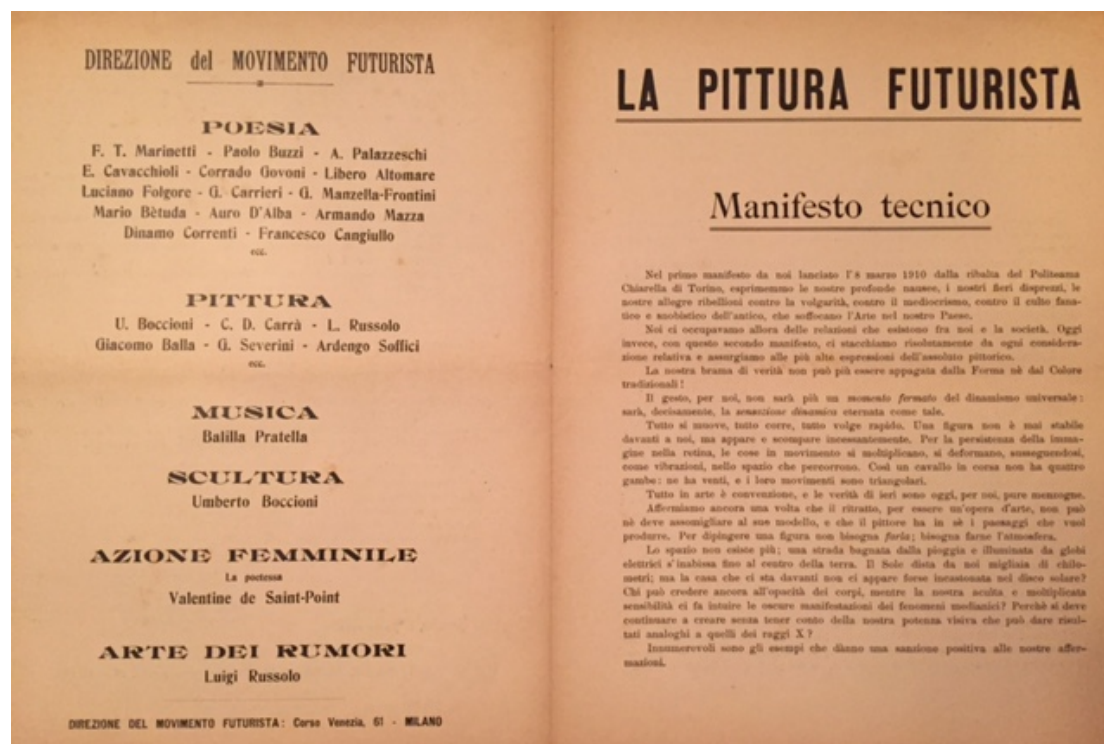 DIREZIONE del MOVIMENTO FUTURISTA
POESIA
F. T. Marinetti - Paolo Buzzi - A. Palazzeschi
E. Cavacchioli - Corrado Govoni - Libero Altomare
Luciano Folgore - G. Carrieri - G. Manzella-Frontini
Mario Bètuda - Auro D'Alba - Armando Mazza
Dinamo Correnti - Francesco Cangiullo
ecc.
PITTURA
U. Boccioni - C. D. Carrà - L. Russolo
Giacomo Balla - G. Severini - Ardengo Soffici
ecc.
MUSICA
Balilla Pratella
SCULTURA
Umberto Boccioni
AZIONE FEMMINILE
La poetessa
Valentine de Saint-Point
ARTE DEI RUMORI
Luigi Russolo
DIREZIONE DEL MOVIMENTO FUTURISTA: Corso Venezia, 61 - MILANO
LA PITTURA FUTURISTA
Manifesto tecnico
Nel primo manifesto da noi lanciato l'8 marzo 1910 dalla ribalta del Politeama
Chiarella di Torino, esprimemmo le nostre profonde nausee, i nostri fieri disprezzi, le
nostre allegre ribellioni contro la volgarità, contro il mediocrismo, contro il culto fana-
tico e snobistico dell'antico, che soffocano l'Arte nel nostro Paese.
Noi ci occupavamo allora delle relazioni che esistono fra noi e la società. Oggi
invece, con questo secondo manifesto, ci stacchiamo risolutamente da ogni considera-
zione relativa e assurgiamo alle più alte espressioni dell'assoluto pittorico.
La nostra brama di verità non può più essere appagata dalla Forma nè dal Colore
tradizionali!
Il gesto, per noi, non sarà più un momento fermato del dinamismo universale:
sarà, decisamente, la sensazione dinamica eternata come tale.
Tutto si muove, tutto corre, tutto volge rapido. Una figura non è mai stabile
davanti a noi, ma appare e scompare incessantemente. Per la persistenza della imma-
gine nella retina, le cose in movimento si moltiplicano, si deformano, susseguendosi,
come vibrazioni, nello spazio che percorrono. Così un cavallo in corsa non ha quattro
gambe: ne ha venti, e i loro movimenti sono triangolari.
Tutto in arte è convenzione, e le verità di ieri sono oggi, per noi, pure menzogne.
Affermiamo ancora una volta che il ritratto, per essere un'opera d'arte, non può
nè deve assomigliare al suo modello, e che il pittore ha in sè i paesaggi che vuol
produrre. Per dipingere una figura non bisogna farla; bisogna farne l'atmosfera.
Lo spazio non esiste più; una strada bagnata dalla pioggia e illuminata da globi
elettrici s'inabissa fino al centro della terra. Il Sole dista da noi migliaia di chilo-
metri; ma la casa che ci sta davanti non ci appare forse incastonata nel disco solare?
Chi può credere ancora all'opacità dei corpi, mentre la nostra acuita e moltiplicata
sensibilità ci fa intuire le oscure manifestazioni dei fenomeni medianici? Perchè si deve
continuare a creare senza tener conto della nostra potenza visiva che può dare risul-
tati analoghi a quelli dei raggi X?
Innumerevoli sono gli esempi che dànno una sanzione positiva alle nostre affer-
mazioni.